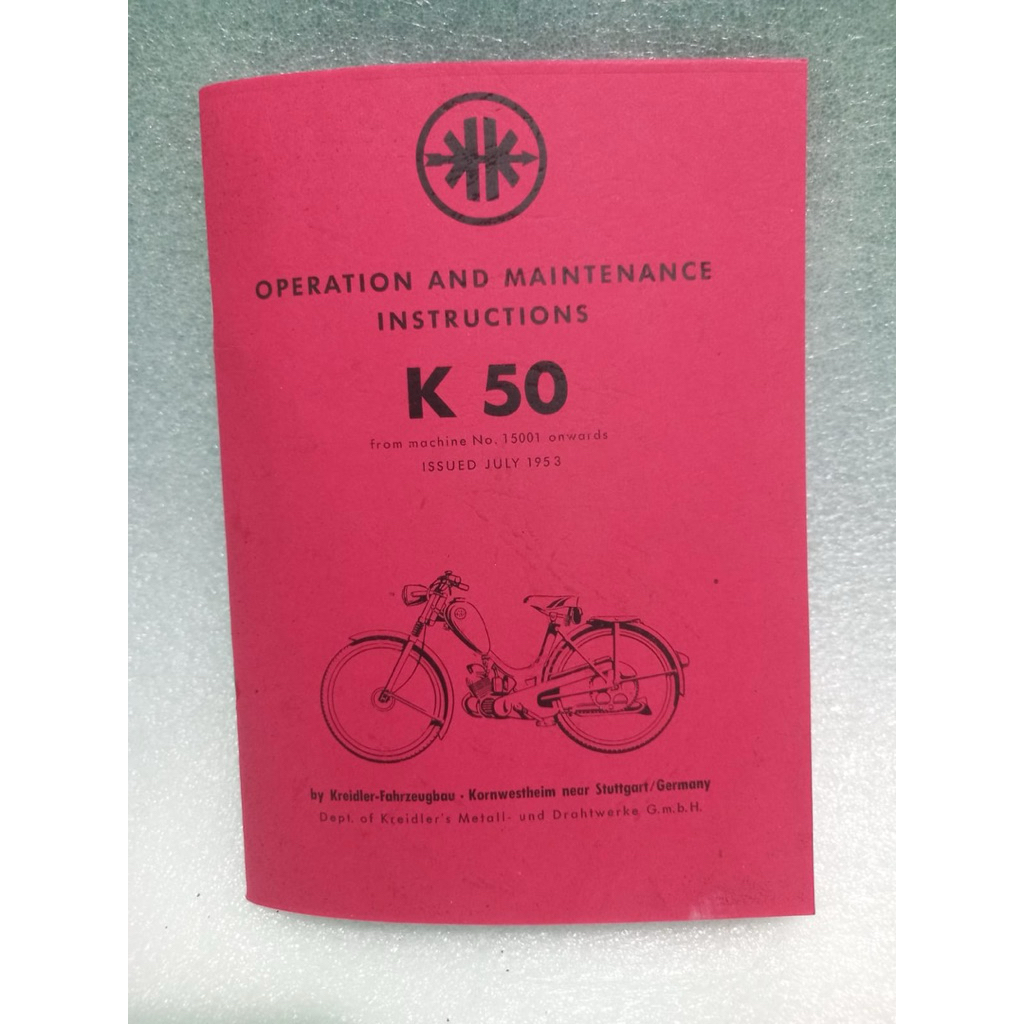 OPERATION AND MAINTENANCE
INSTRUCTIONS
K 50
from machine No. 15001 onwards
ISSUED JULY 1953
by Kreidler-Fahrzeugbau · Kornwestheim near Stuttgart/Germany
Dept. of Kreidler's Metall- und Drahtwerke G.m.b.H.